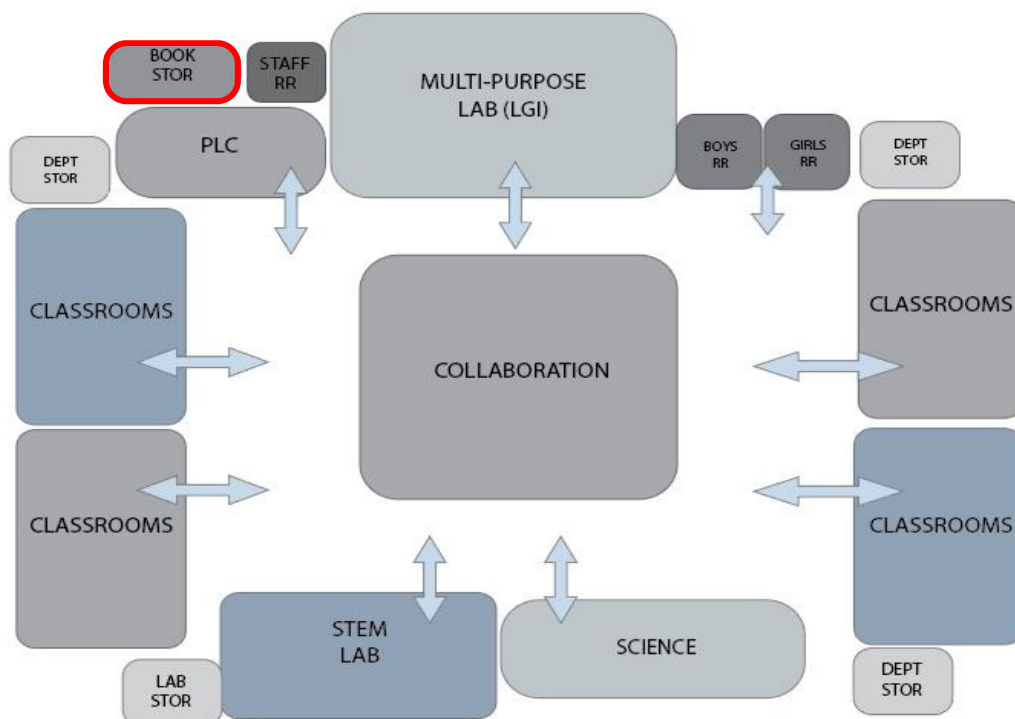 BOOK
STOR
STAFF
RR
MULTI-PURPOSE
LAB (LGI)
PLC
BOYS
RR
GIRLS
RR
DEPT
STOR
DEPT
STOR
CLASSROOMS
CLASSROOMS
COLLABORATION
CLASSROOMS
CLASSROOMS
STEM
LAB
SCIENCE
LAB
STOR
DEPT
STOR